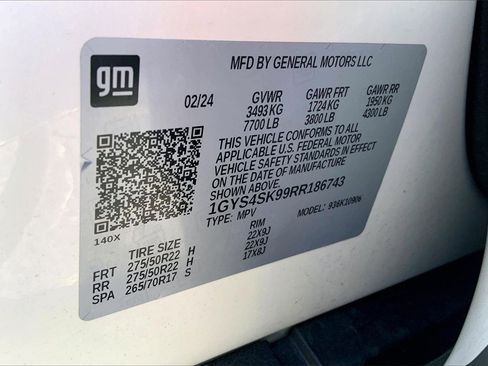 gm
MFD BY GENERAL MOTORS LLC
02/24 GVWR GAWR FRT GAWR RR
3493 KG 1724 KG 1950 KG
7700 LB 3800 LB 4300 LB
THIS VEHICLE CONFORMS TO ALL
APPLICABLE U.S. FEDERAL MOTOR
VEHICLE SAFETY STANDARDS IN EFFECT
ON THE DATE OF MANUFACTURE
SHOWN ABOVE.
1GYS4SK99RR186743
TYPE: MPV MODEL: 936K10906
140X
TIRE SIZE RIM
FRT 275/50R22 H 22X9J
RR 275/50R22 H 22X9J
SPA 265/70R17 S 17X8J